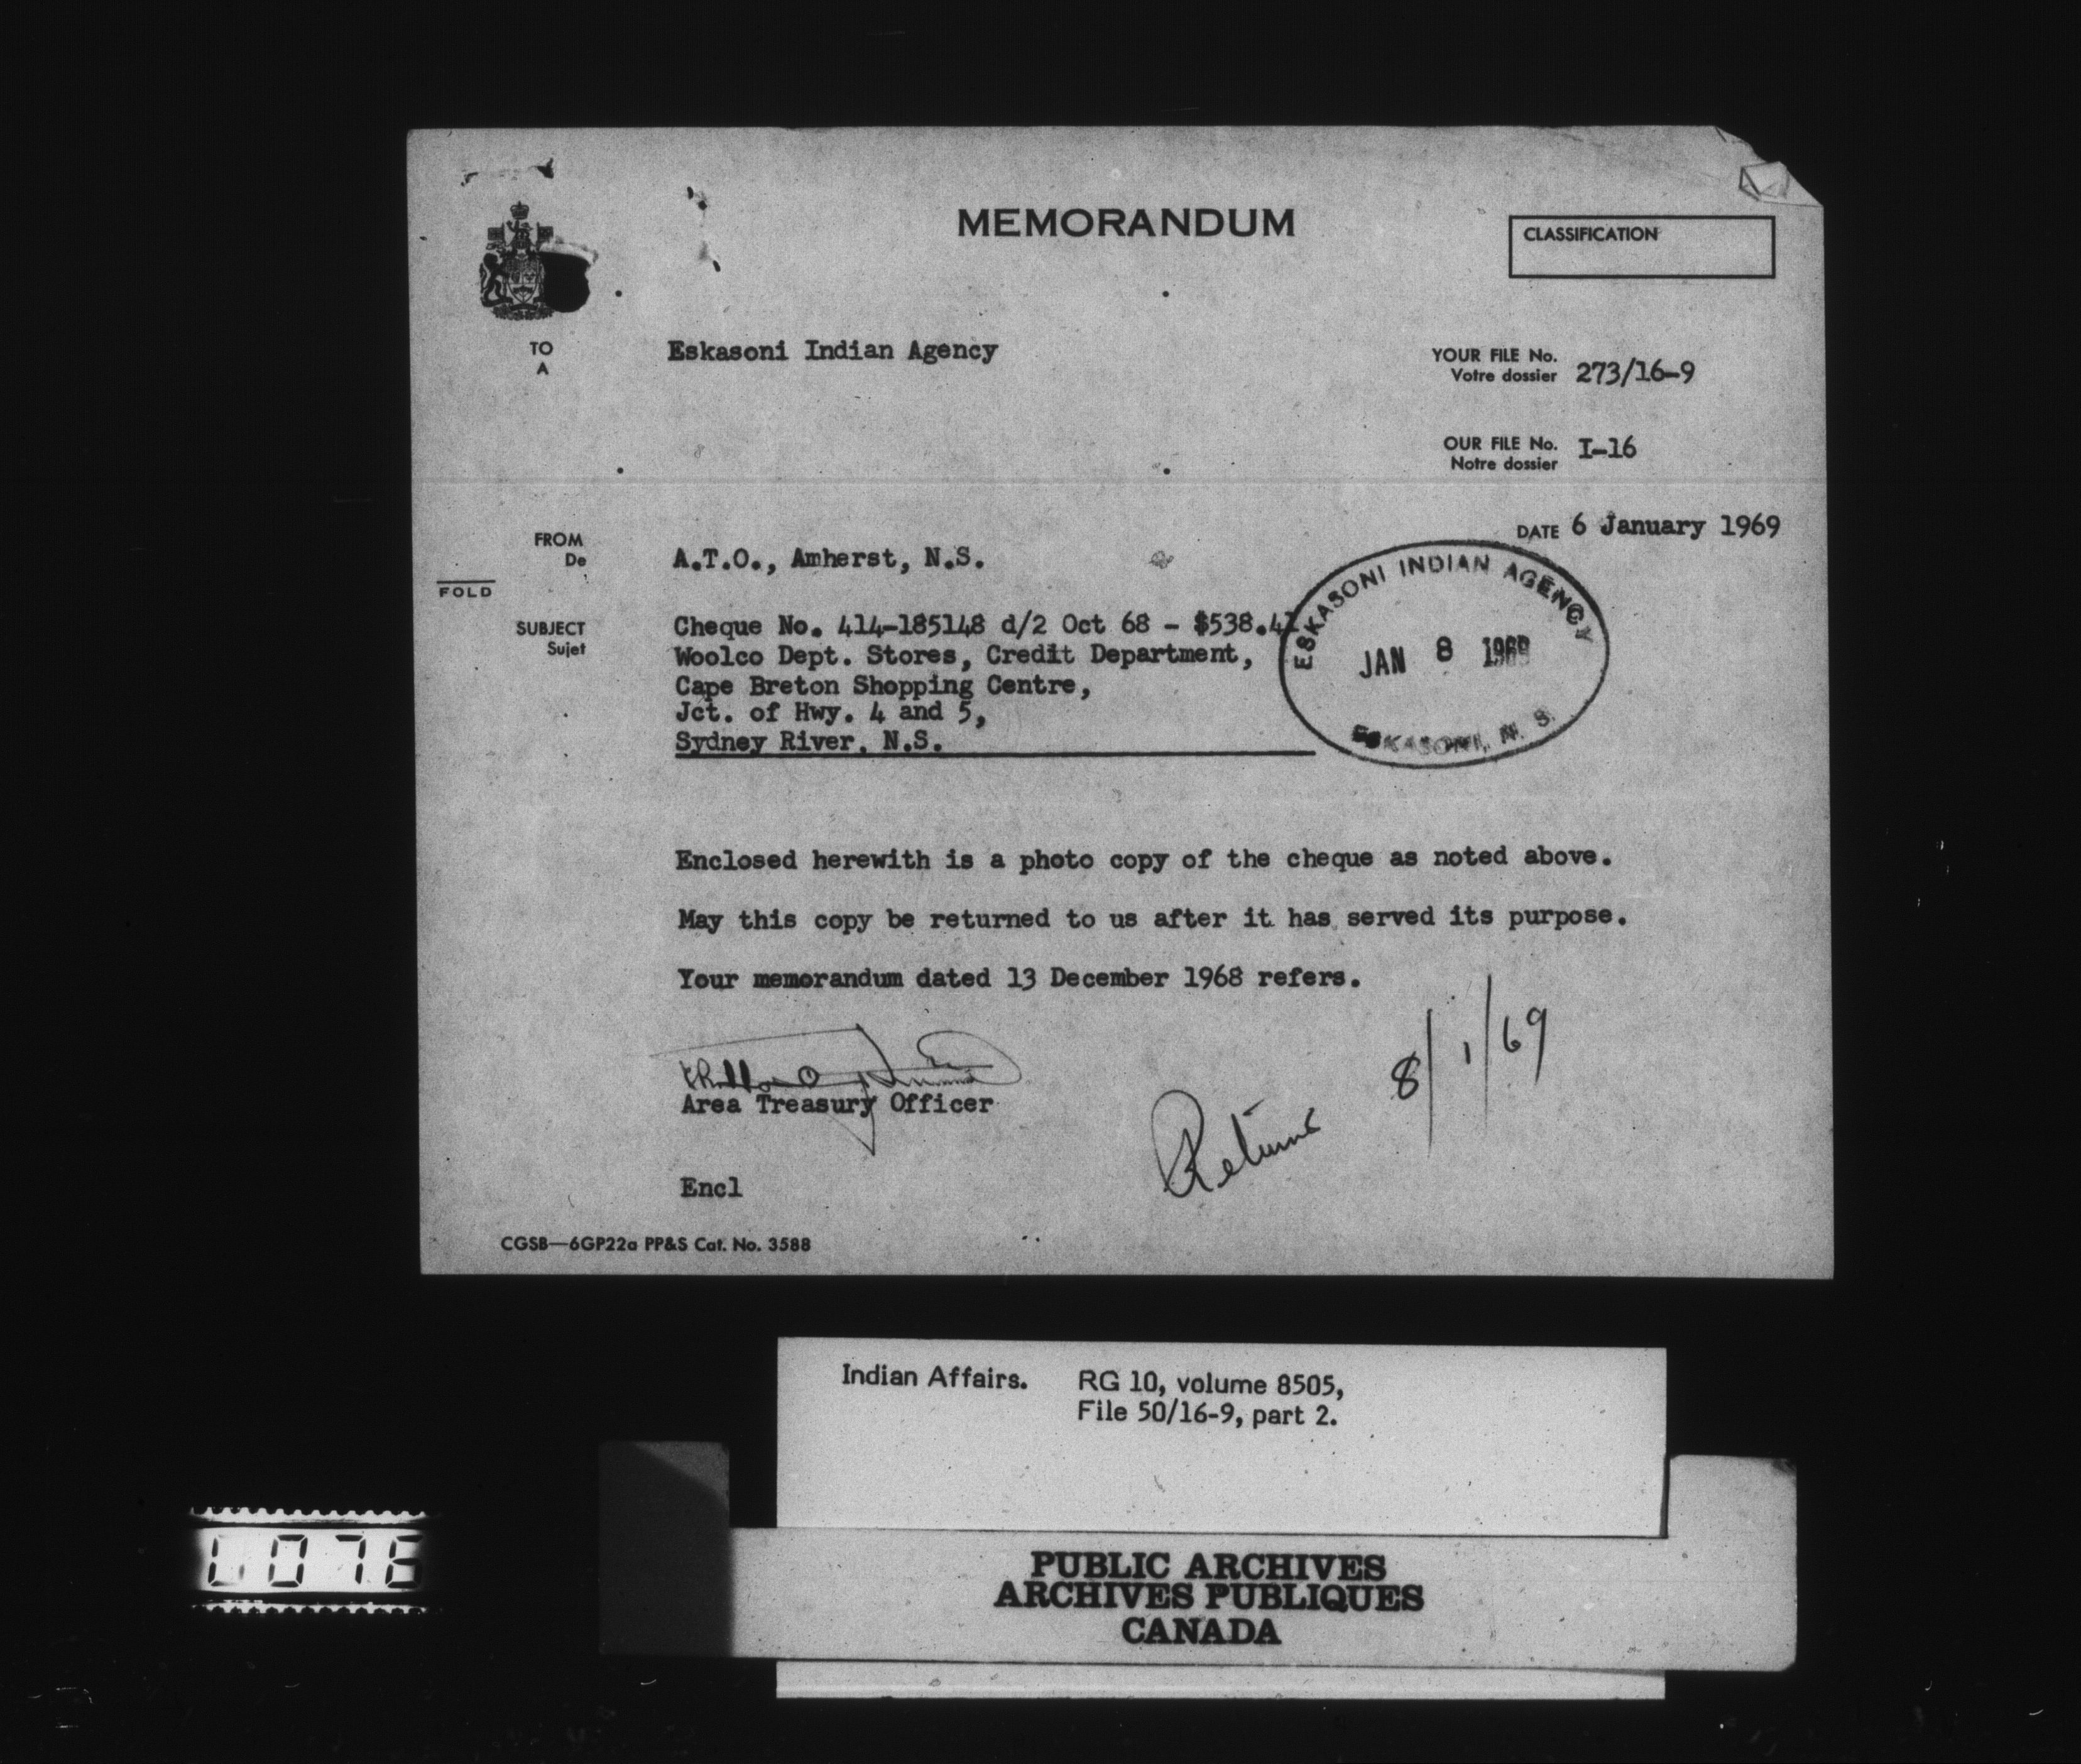 MEMORANDUM
CLASSIFICATION
TO
A
Eskasoni Indian Agency
YOUR FILE No.
Votre dossier 273/16-9
OUR FILE No.
Notre dossier I-16
DATE 6 January 1969
FROM
De
A.T.O., Amherst, N.S.
FOLD
SUBJECT
Sujet
Cheque No. 414-185148 d/2 Oct 68 - $538.41
Woolco Dept. Stores, Credit Department,
Cape Breton Shopping Centre,
Jct. of Hwy. 4 and 5,
Sydney River, N.S.
ESKASONI INDIAN AGENCY
JAN 8 1969
ESKASONI, N. S.
Enclosed herewith is a photo copy of the cheque as noted above.
May this copy be returned to us after it has served its purpose.
Your memorandum dated 13 December 1968 refers.
8/1/69
Area Treasury Officer
Encl
CGSB—6GP22a PP&S Cat. No. 3588
Indian Affairs. RG 10, volume 8505,
File 50/16-9, part 2.
0076
PUBLIC ARCHIVES
ARCHIVES PUBLIQUES
CANADA